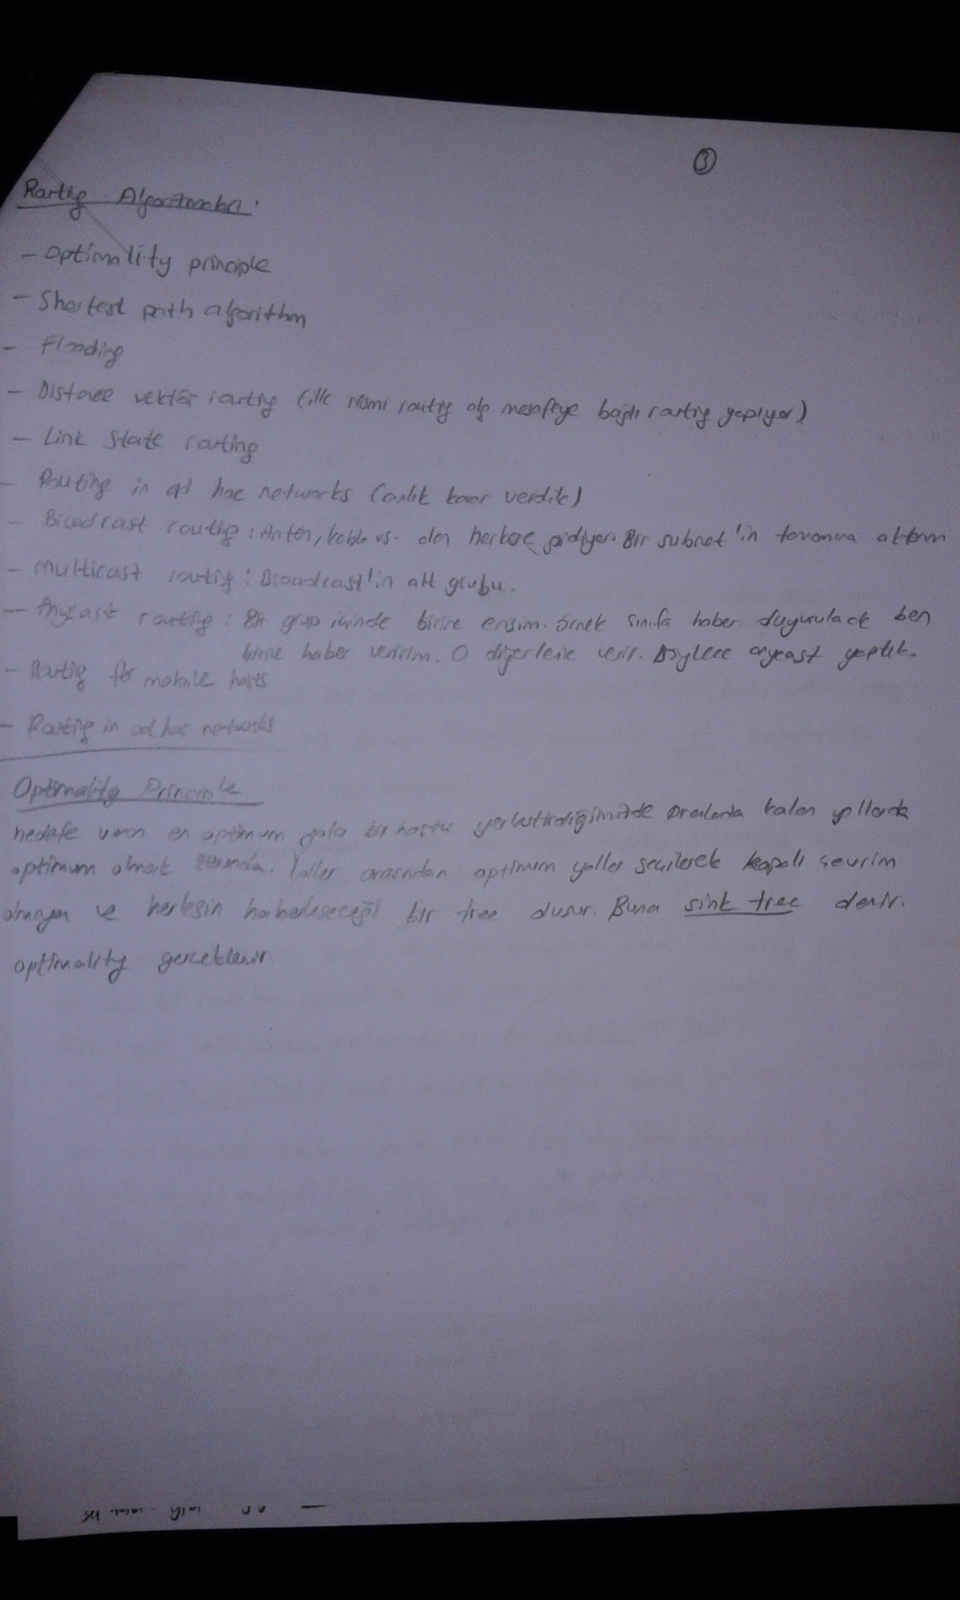 3
Routing Algoritmaları
- Optimality principle
- Shortest path algorithm
- Flooding
- Distance vektör routing (ilk resmi routing alg. mesafeye bağlı routing yapıyor)
- Link state routing
- Routing in ad hoc networks (anlık karar verdik)
- Broadcast routing : Anten, kablo vs. den herkese gidiyor. Bir subnet'in tamamına aktarım
- Multicast routing : Broadcast'in alt grubu.
- Anycast routing : Bir grup içinde birine erişim. Örnek sınıfa haber duyurulacak ben
birine haber veririm. O diğerlerine verir. Böylece anycast yaptık.
- Routing for mobile hosts
- Routing in ad hoc networks
Optimality Principle
hedefe varan en optimum yola bir hostu yerleştirdiğimizde oralarda kalan yollarda
optimum olmak zorunda. Yollar arasından optimum yollar seçilerek kapalı çevrim
olmayan ve herkesin haberleşeceği bir tree oluşur. Buna sink tree denir.
optimality